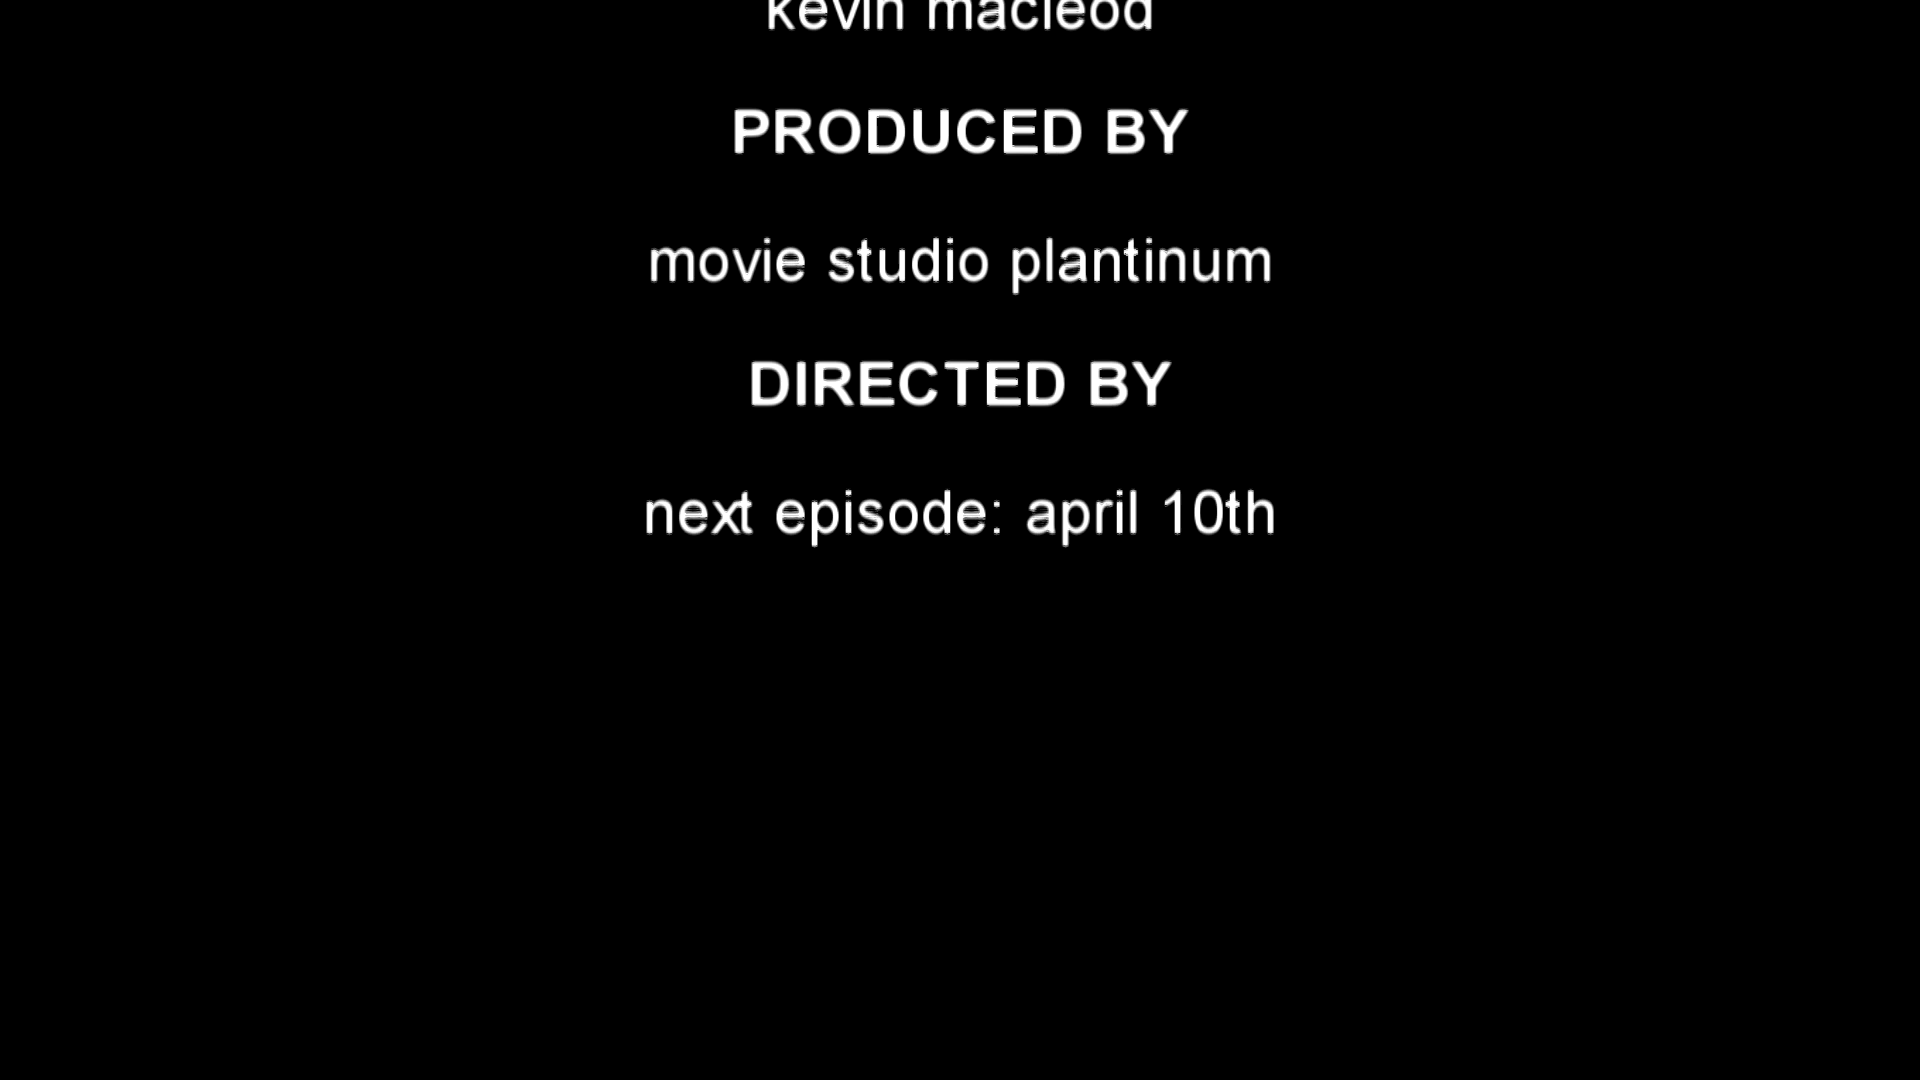 kevin macleod
PRODUCED BY
movie studio plantinum
DIRECTED BY
next episode: april 10th